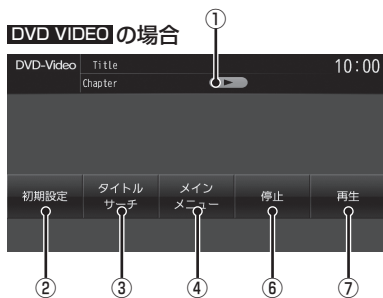 ①
DVD VIDEO の場合
DVD-Video Title 10:00
Chapter
初期設定 タイトル サーチ メイン メニュー 停止 再生
② ③ ④ ⑥ ⑦